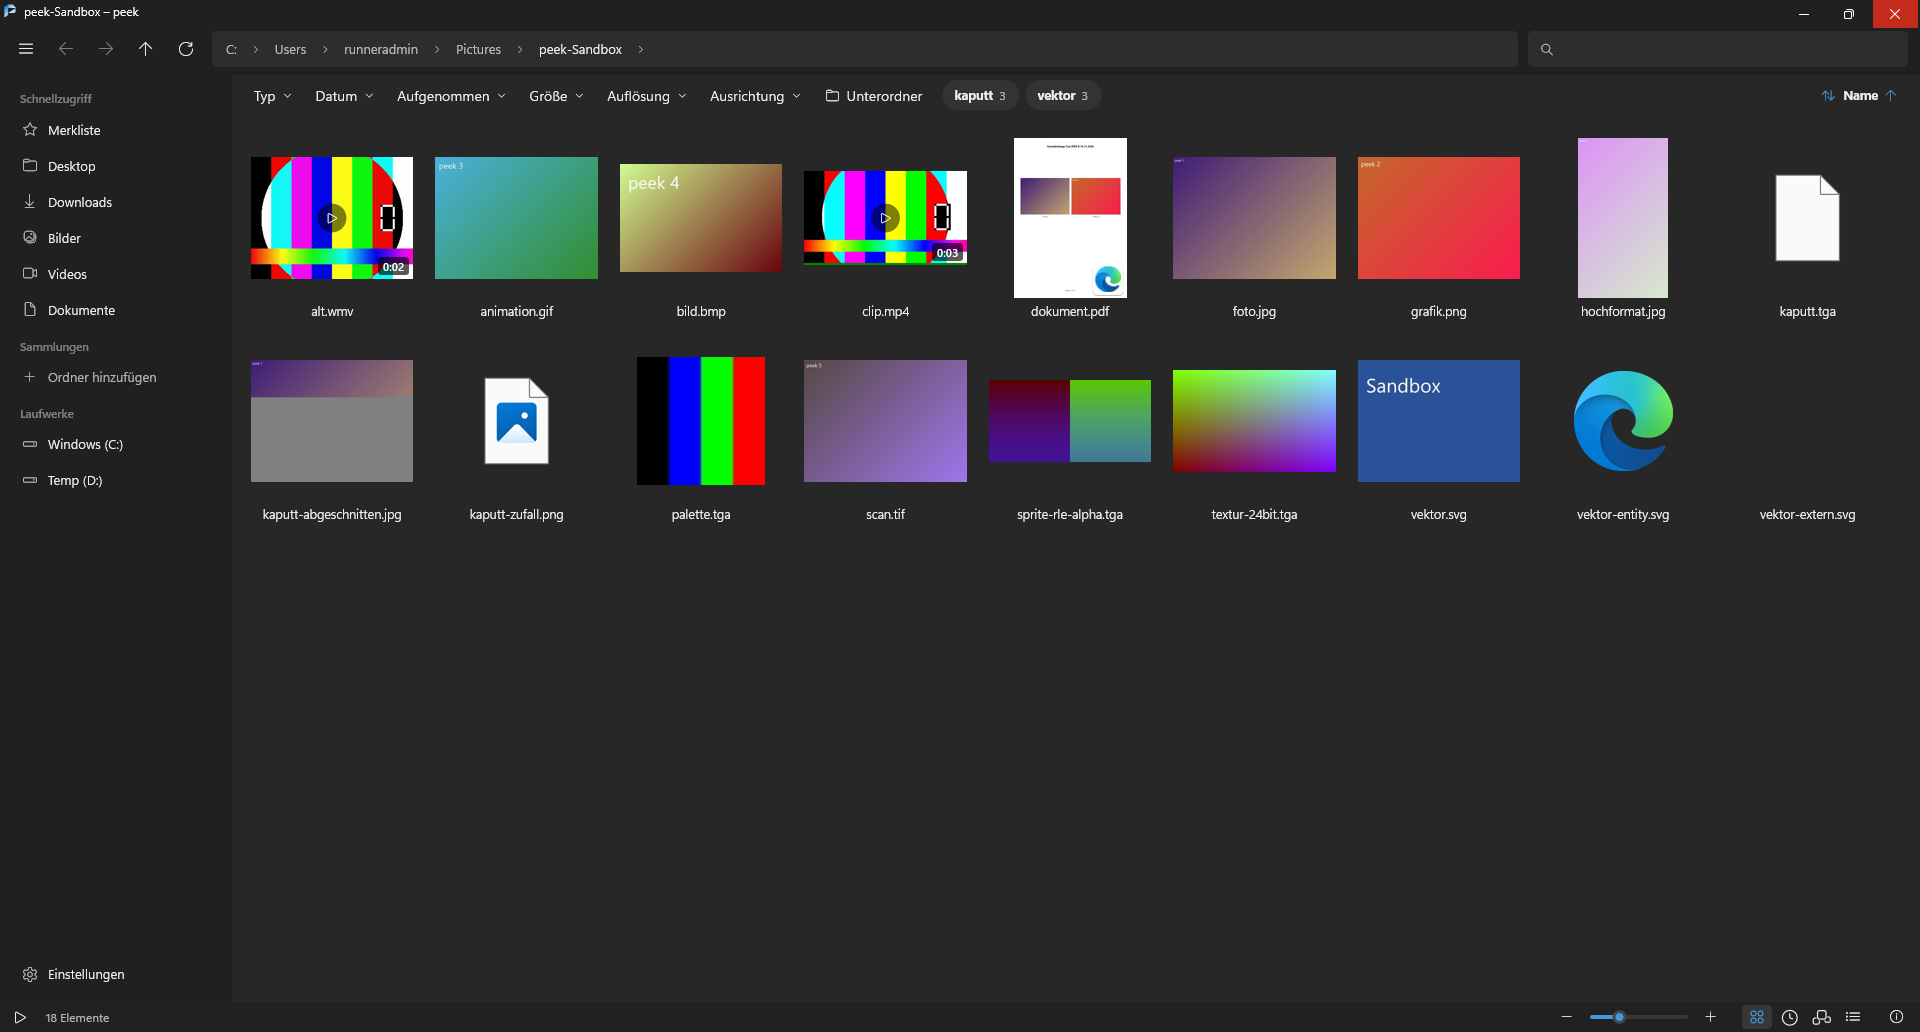 peek-Sandbox – peek
C: Users runneradmin Pictures peek-Sandbox
Schnellzugriff
Merkliste
Desktop
Downloads
Bilder
Videos
Dokumente
Sammlungen
Ordner hinzufügen
Laufwerke
Windows (C:)
Temp (D:)
Einstellungen
Typ Datum Aufgenommen Größe Auflösung Ausrichtung Unterordner kaputt 3 vektor 3 Name
0:02
peek 3
peek 4
0:03
peek 2
alt.wmv animation.gif bild.bmp clip.mp4 dokument.pdf foto.jpg grafik.png hochformat.jpg kaputt.tga
peek 5
Sandbox
kaputt-abgeschnitten.jpg kaputt-zufall.png palette.tga scan.tif sprite-rle-alpha.tga textur-24bit.tga vektor.svg vektor-entity.svg vektor-extern.svg
18 Elemente